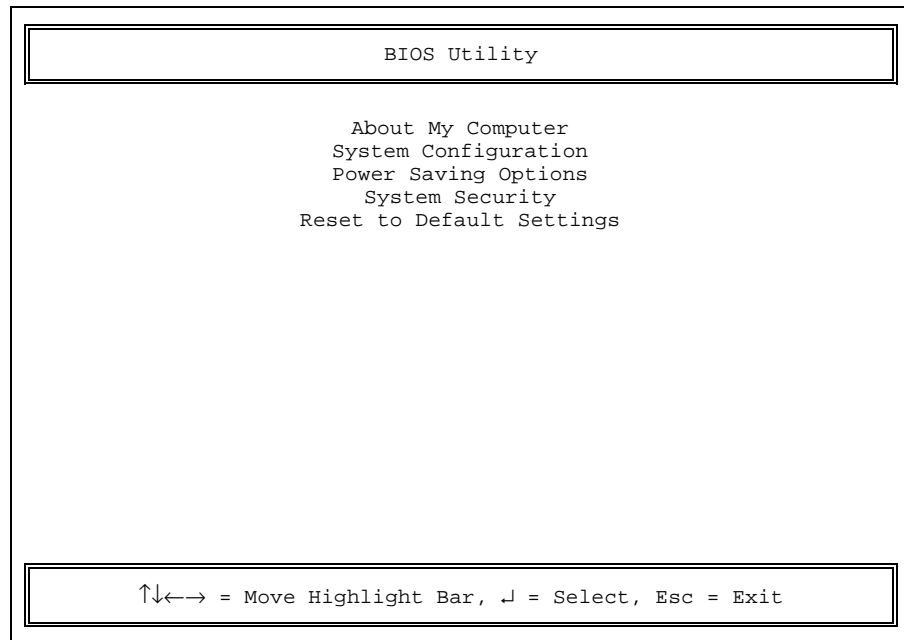 BIOS Utility
About My Computer
System Configuration
Power Saving Options
System Security
Reset to Default Settings
↑↓←→ = Move Highlight Bar, ↵ = Select, Esc = Exit